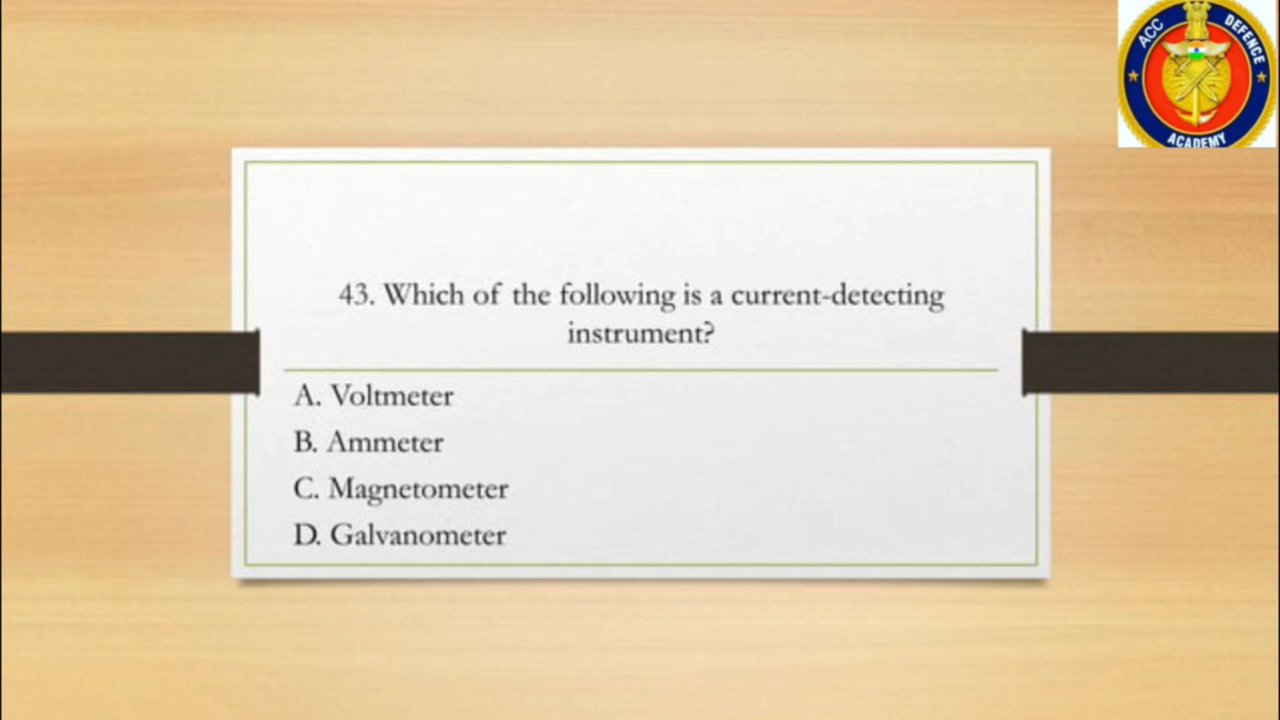 ACC DEFENCE
ACADEMY
43. Which of the following is a current-detecting
instrument?
A. Voltmeter
B. Ammeter
C. Magnetometer
D. Galvanometer